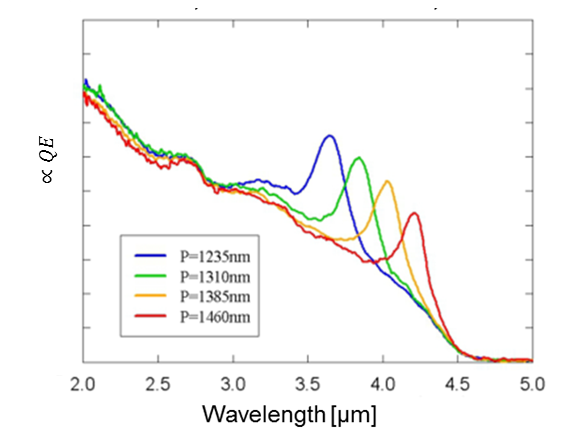 ∝ QE
P=1235nm
P=1310nm
P=1385nm
P=1460nm
2.0 2.5 3.0 3.5 4.0 4.5 5.0
Wavelength [μm]